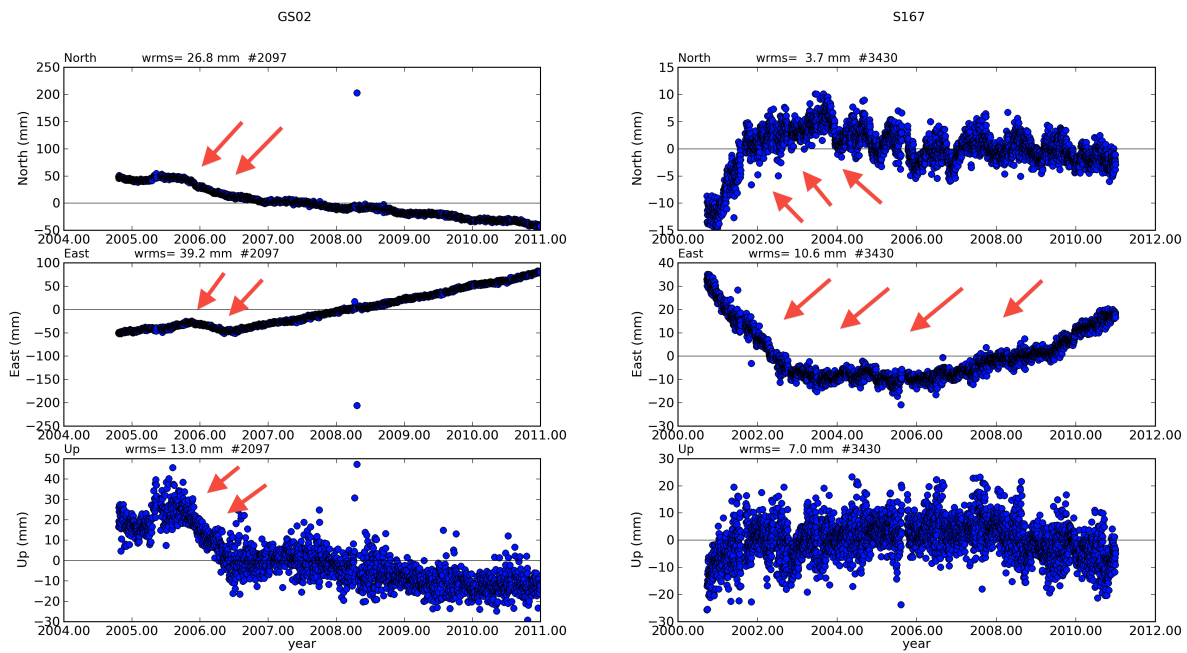 GS02
North wrms= 26.8 mm #2097
250
200
150
100
50
0
−50
North (mm)
2004.00 2005.00 2006.00 2007.00 2008.00 2009.00 2010.00 2011.00
East wrms= 39.2 mm #2097
100
50
0
−50
−100
−150
−200
−250
East (mm)
2004.00 2005.00 2006.00 2007.00 2008.00 2009.00 2010.00 2011.00
Up wrms= 13.0 mm #2097
50
40
30
20
10
0
−10
−20
−30
Up (mm)
2004.00 2005.00 2006.00 2007.00 2008.00 2009.00 2010.00 2011.00
year
S167
North wrms= 3.7 mm #3430
15
10
5
0
−5
−10
−15
North (mm)
2000.00 2002.00 2004.00 2006.00 2008.00 2010.00 2012.00
East wrms= 10.6 mm #3430
40
30
20
10
0
−10
−20
−30
East (mm)
2000.00 2002.00 2004.00 2006.00 2008.00 2010.00 2012.00
Up wrms= 7.0 mm #3430
30
20
10
0
−10
−20
−30
Up (mm)
2000.00 2002.00 2004.00 2006.00 2008.00 2010.00 2012.00
year